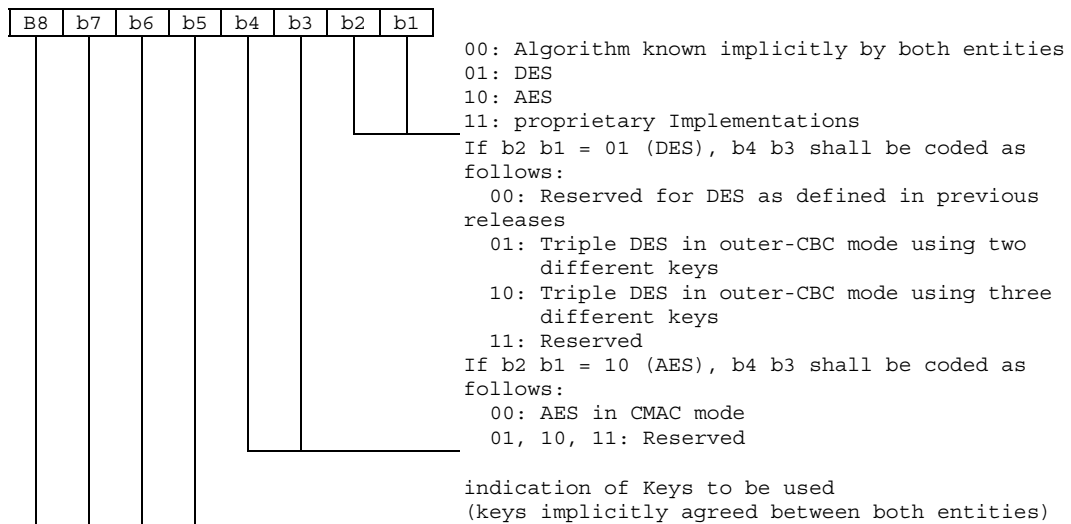 B8 b7 b6 b5 b4 b3 b2 b1
00: Algorithm known implicitly by both entities
01: DES
10: AES
11: proprietary Implementations
If b2 b1 = 01 (DES), b4 b3 shall be coded as
follows:
00: Reserved for DES as defined in previous
releases
01: Triple DES in outer-CBC mode using two
different keys
10: Triple DES in outer-CBC mode using three
different keys
11: Reserved
If b2 b1 = 10 (AES), b4 b3 shall be coded as
follows:
00: AES in CMAC mode
01, 10, 11: Reserved
indication of Keys to be used
(keys implicitly agreed between both entities)